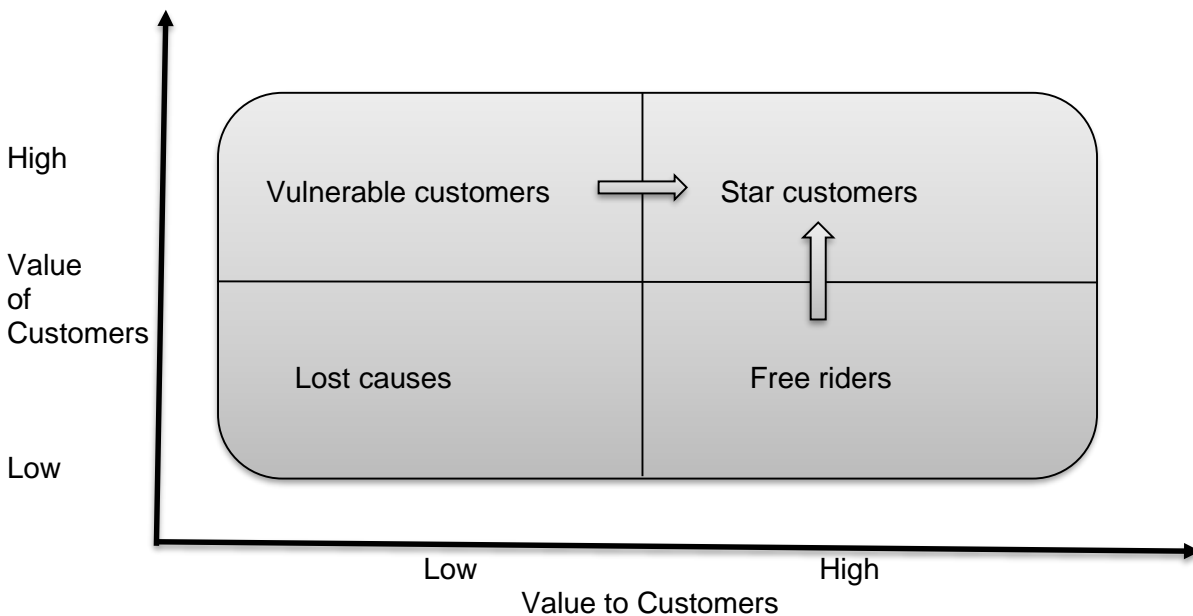 High
Vulnerable customers
Star customers
Value
of
Customers
Lost causes
Free riders
Low
Low
High
Value to Customers